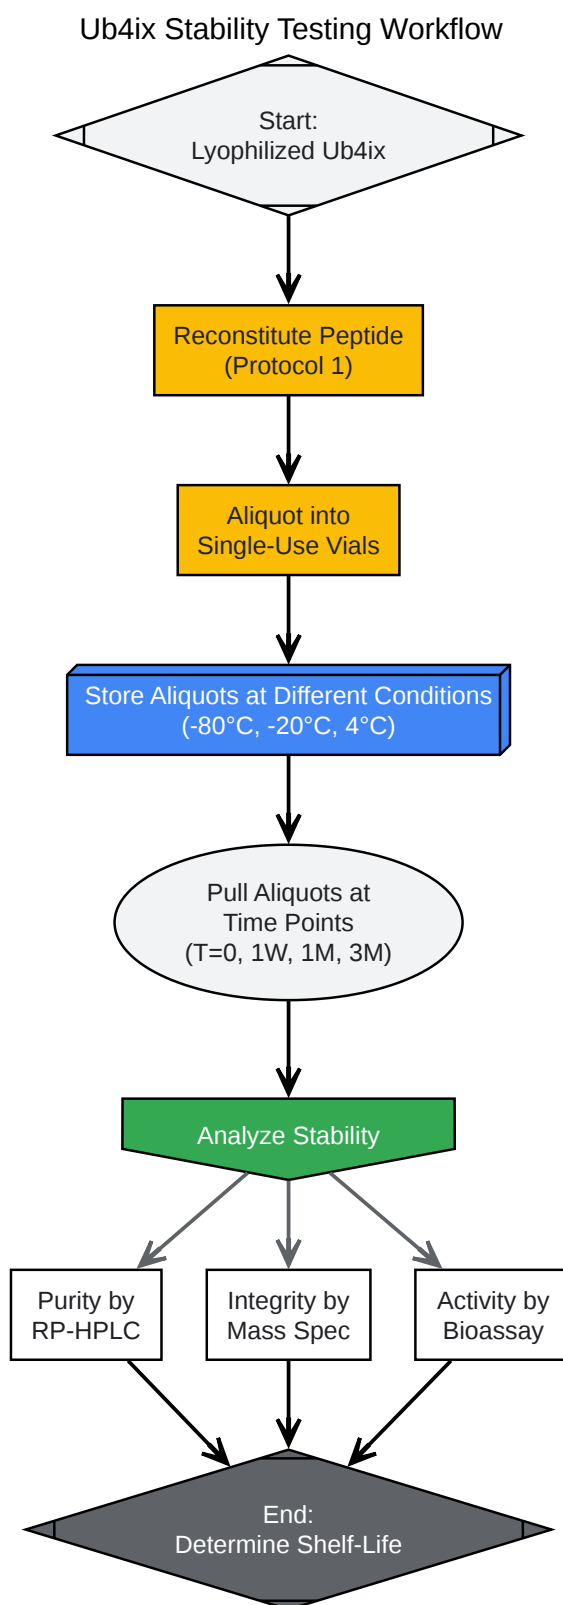 Ub4ix Stability Testing Workflow
Start:
Lyophilized Ub4ix
Reconstitute Peptide
(Protocol 1)
Aliquot into
Single-Use Vials
Store Aliquots at Different Conditions
(-80°C, -20°C, 4°C)
Pull Aliquots at
Time Points
(T=0, 1W, 1M, 3M)
Analyze Stability
Purity by
RP-HPLC
Integrity by
Mass Spec
Activity by
Bioassay
End:
Determine Shelf-Life